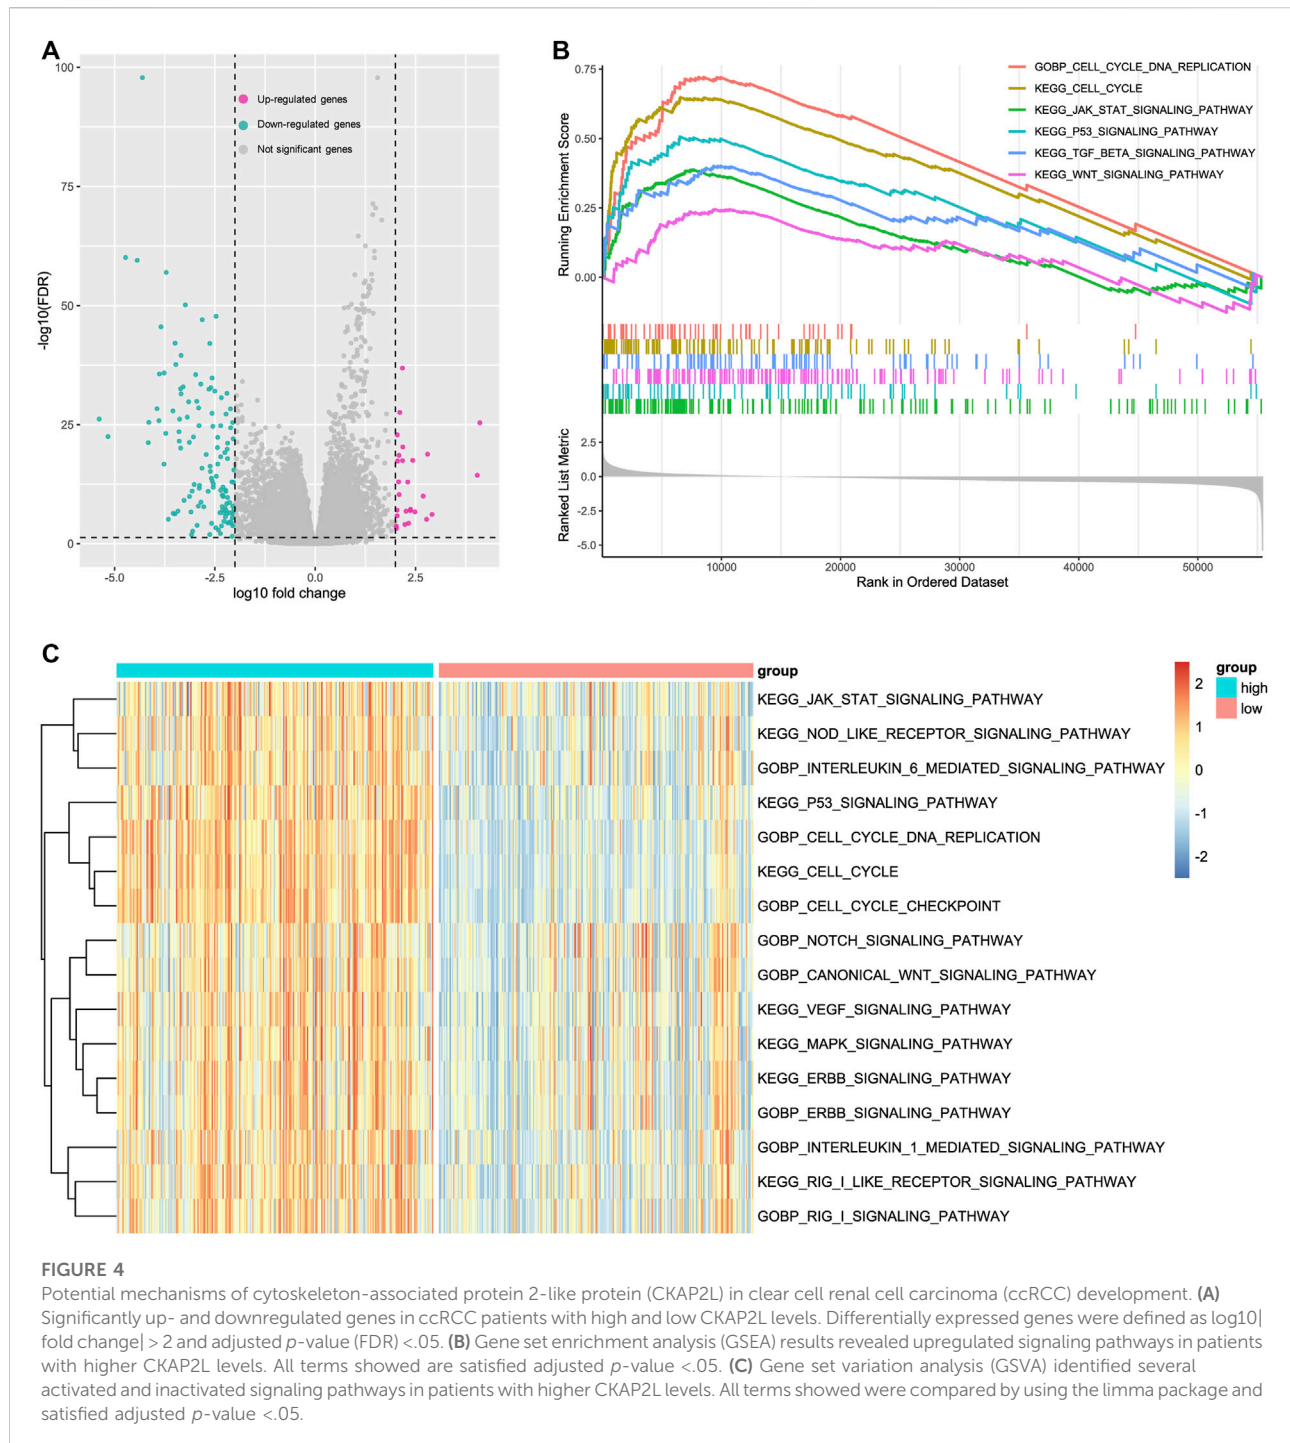 A
100
75
50
25
0
-log10(FDR)
-5.0
-2.5
0.0
2.5
log10 fold change
Up-regulated genes
Down-regulated genes
Not significant genes
B
0.75
0.50
0.25
0.00
Running Enrichment Score
GOBP_CELL_CYCLE_DNA_REPLICATION
KEGG_CELL_CYCLE
KEGG_JAK_STAT_SIGNALING_PATHWAY
KEGG_P53_SIGNALING_PATHWAY
KEGG_TGF_BETA_SIGNALING_PATHWAY
KEGG_WNT_SIGNALING_PATHWAY
2.5
0.0
-2.5
-5.0
Ranked List Metric
10000
20000
30000
40000
50000
Rank in Ordered Dataset
C
group
KEGG_JAK_STAT_SIGNALING_PATHWAY
KEGG_NOD_LIKE_RECEPTOR_SIGNALING_PATHWAY
GOBP_INTERLEUKIN_6_MEDIATED_SIGNALING_PATHWAY
KEGG_P53_SIGNALING_PATHWAY
GOBP_CELL_CYCLE_DNA_REPLICATION
KEGG_CELL_CYCLE
GOBP_CELL_CYCLE_CHECKPOINT
GOBP_NOTCH_SIGNALING_PATHWAY
GOBP_CANONICAL_WNT_SIGNALING_PATHWAY
KEGG_VEGF_SIGNALING_PATHWAY
KEGG_MAPK_SIGNALING_PATHWAY
KEGG_ERBB_SIGNALING_PATHWAY
GOBP_ERBB_SIGNALING_PATHWAY
GOBP_INTERLEUKIN_1_MEDIATED_SIGNALING_PATHWAY
KEGG_RIG_I_LIKE_RECEPTOR_SIGNALING_PATHWAY
GOBP_RIG_I_SIGNALING_PATHWAY
2
1
0
-1
-2
group
high
low
FIGURE 4
Potential mechanisms of cytoskeleton-associated protein 2-like protein (CKAP2L) in clear cell renal cell carcinoma (ccRCC) development. (A)
Significantly up- and downregulated genes in ccRCC patients with high and low CKAP2L levels. Differentially expressed genes were defined as log10|
fold change| > 2 and adjusted p-value (FDR) <.05. (B) Gene set enrichment analysis (GSEA) results revealed upregulated signaling pathways in patients
with higher CKAP2L levels. All terms showed are satisfied adjusted p-value <.05. (C) Gene set variation analysis (GSVA) identified several
activated and inactivated signaling pathways in patients with higher CKAP2L levels. All terms showed were compared by using the limma package and
satisfied adjusted p-value <.05.